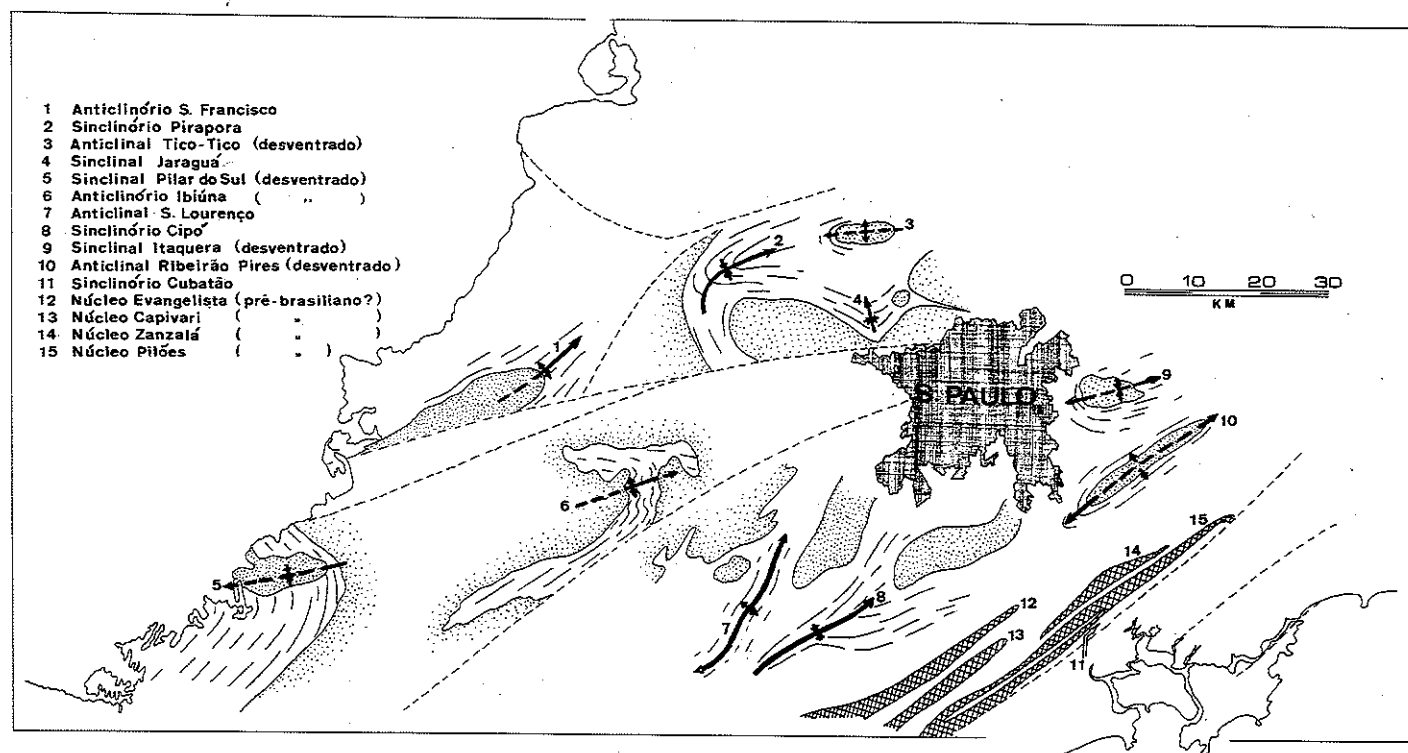 1 Anticlinório S. Francisco
2 Sinclinório Pirapora
3 Anticlinal Tico-Tico (desventrado)
4 Sinclinal Jaraguá
5 Sinclinal Pilar do Sul (desventrado)
6 Anticlinório Ibiúna ( " )
7 Anticlinal S. Lourenço
8 Sinclinório Cipó
9 Sinclinal Itaquera (desventrado)
10 Anticlinal Ribeirão Pires (desventrado)
11 Sinclinório Cubatão
12 Núcleo Evangelista (pré-brasiliano?)
13 Núcleo Capivari ( " )
14 Núcleo Zanzalá ( " )
15 Núcleo Pilões ( " )
0 10 20 30
KM
2
3
4
1
S. PAULO
9
10
6
15
14
5
8
12
7
13
11